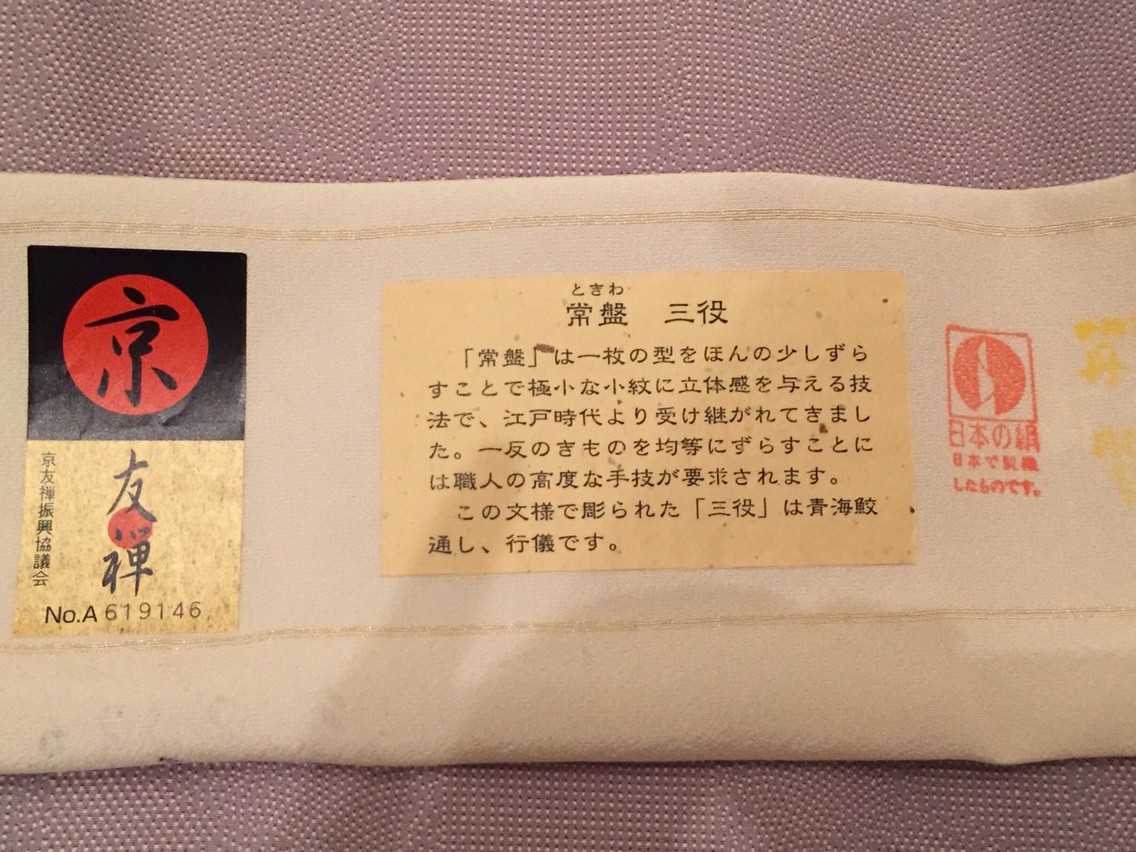 京
友禅
京友禅振興協議会
No.A 619146
ときわ
常盤 三役
「常盤」は一枚の型をほんの少しずら
すことで極小な小紋に立体感を与える技
法で、江戸時代より受け継がれてきまし
た。一反のきものを均等にずらすことに
は職人の高度な手技が要求されます。
この文様で彫られた「三役」は青海鮫
通し、行儀です。
日本の絹
日本で製織
したものです。